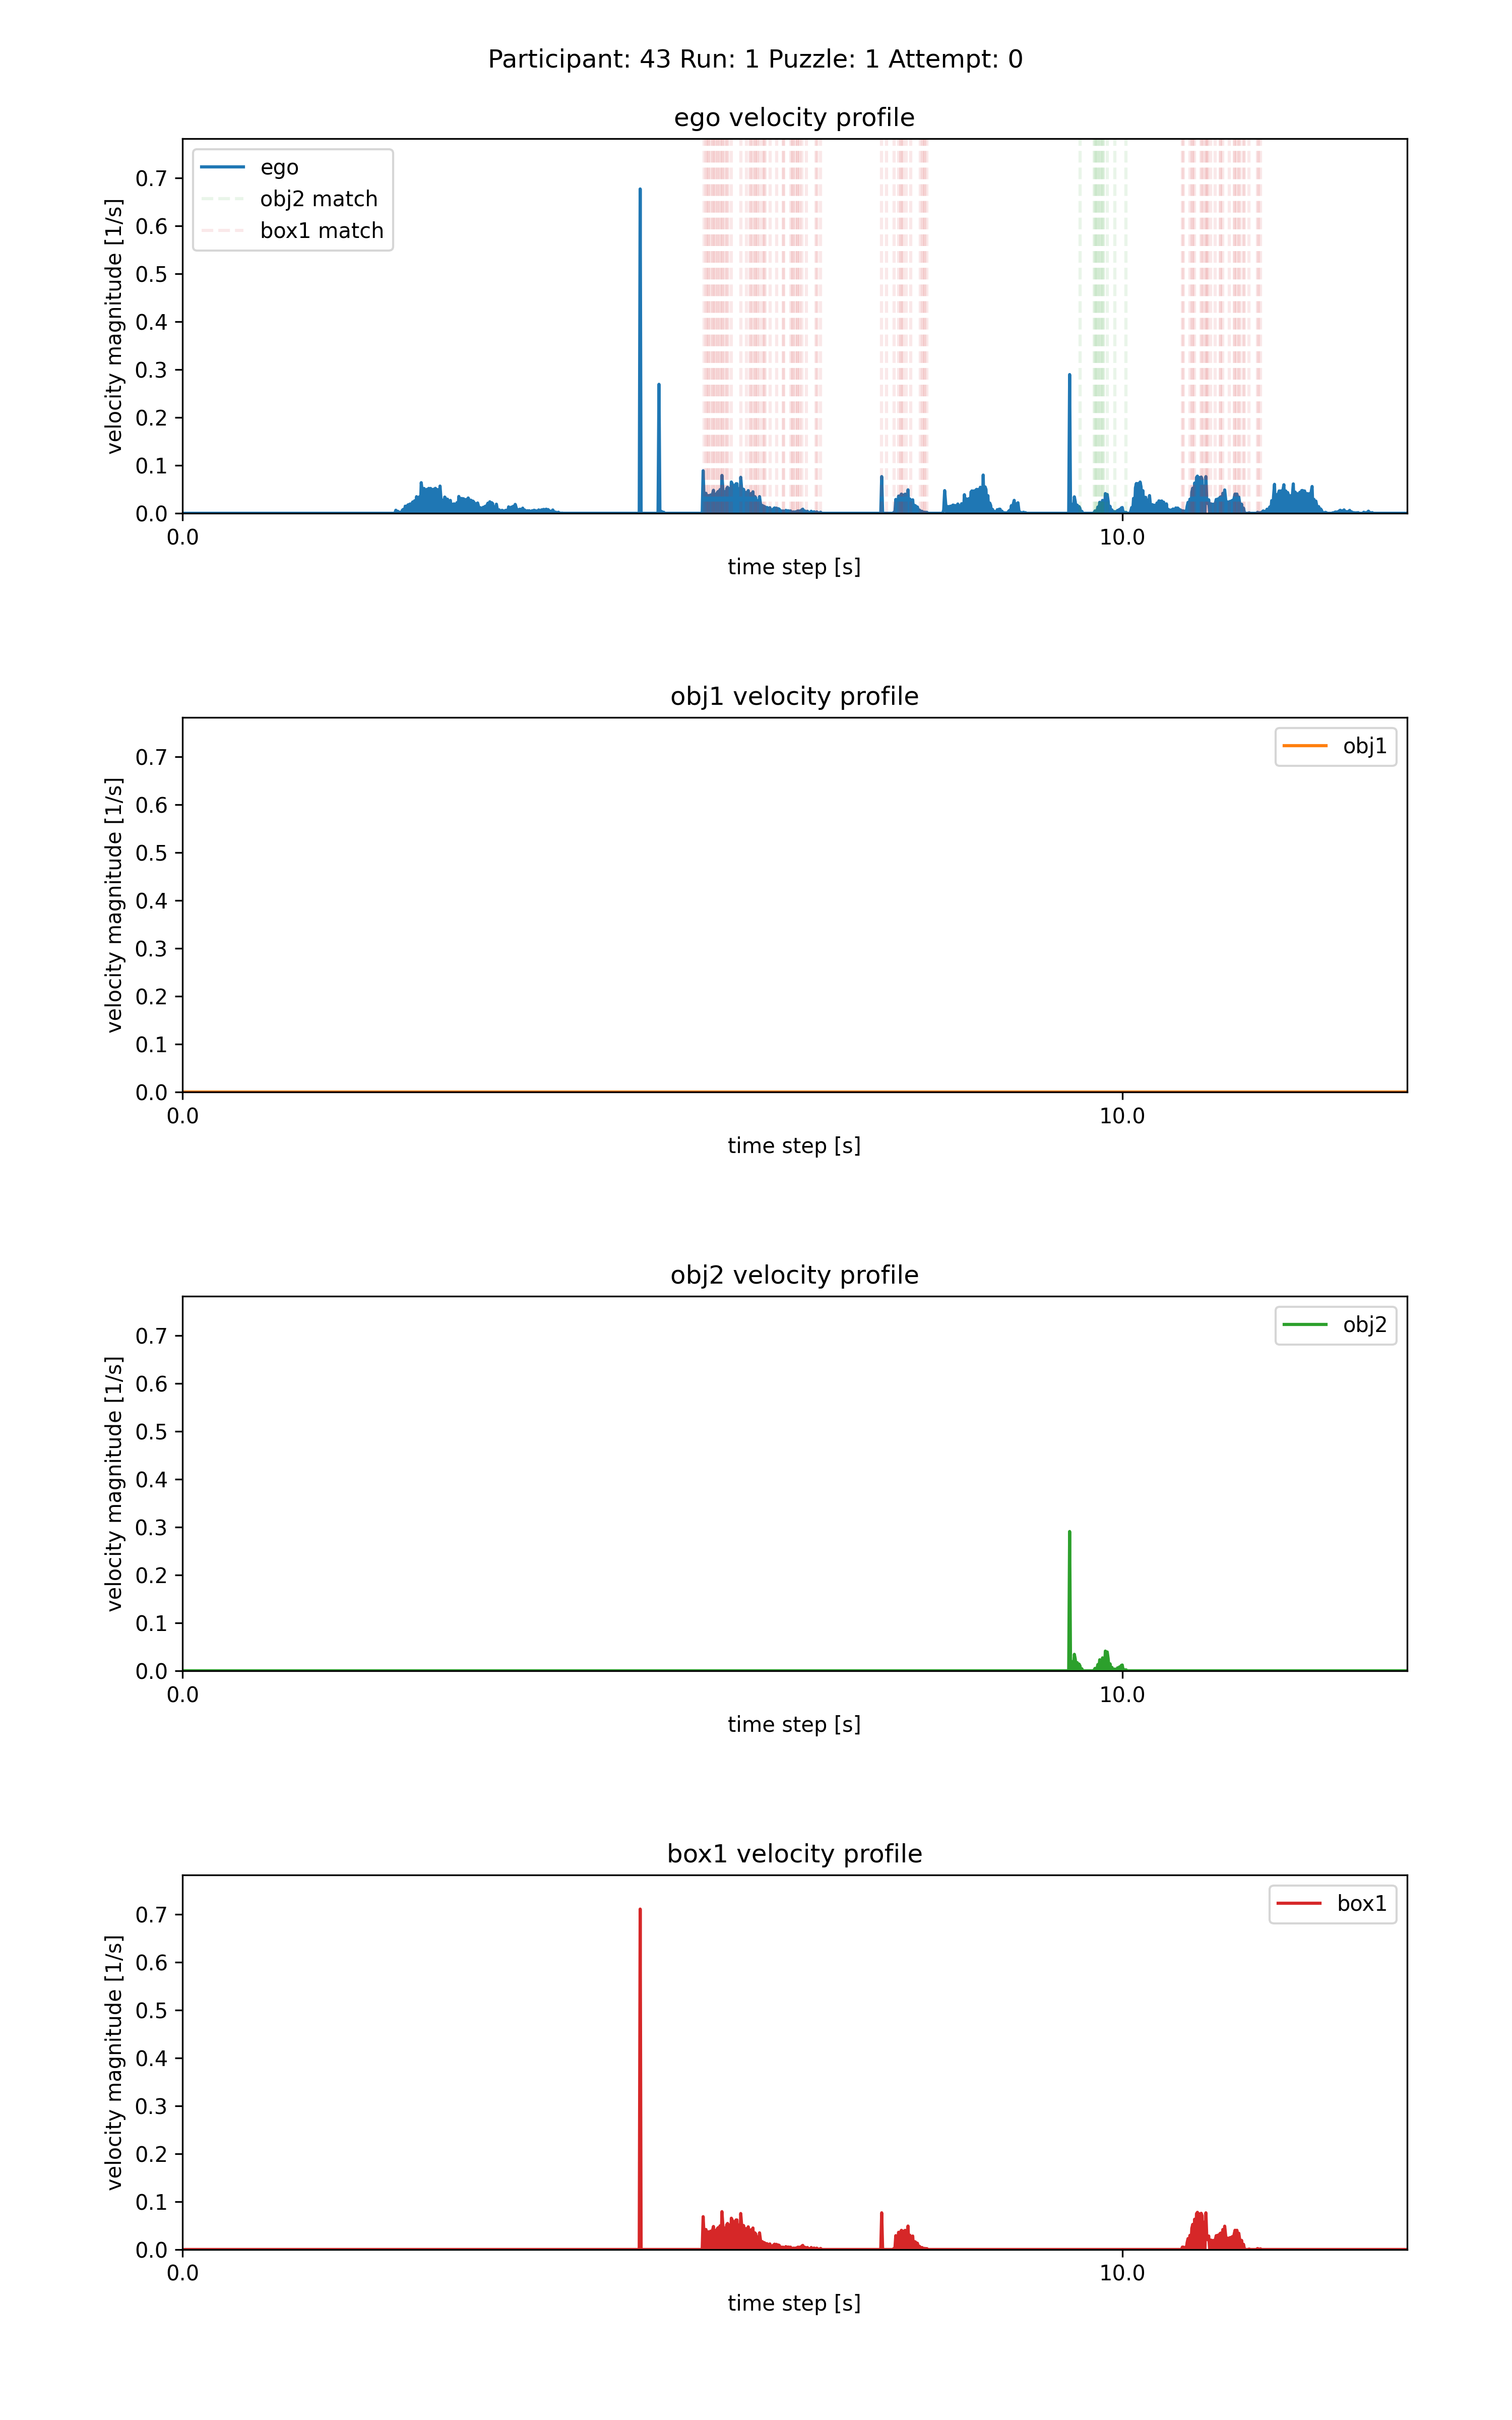 Participant: 43 Run: 1 Puzzle: 1 Attempt: 0
ego velocity profile
velocity magnitude [1/s]
0.7
0.6
0.5
0.4
0.3
0.2
0.1
0.0
ego
obj2 match
box1 match
0.0
10.0
time step [s]
obj1 velocity profile
velocity magnitude [1/s]
0.7
0.6
0.5
0.4
0.3
0.2
0.1
0.0
obj1
0.0
10.0
time step [s]
obj2 velocity profile
velocity magnitude [1/s]
0.7
0.6
0.5
0.4
0.3
0.2
0.1
0.0
obj2
0.0
10.0
time step [s]
box1 velocity profile
velocity magnitude [1/s]
0.7
0.6
0.5
0.4
0.3
0.2
0.1
0.0
box1
0.0
10.0
time step [s]